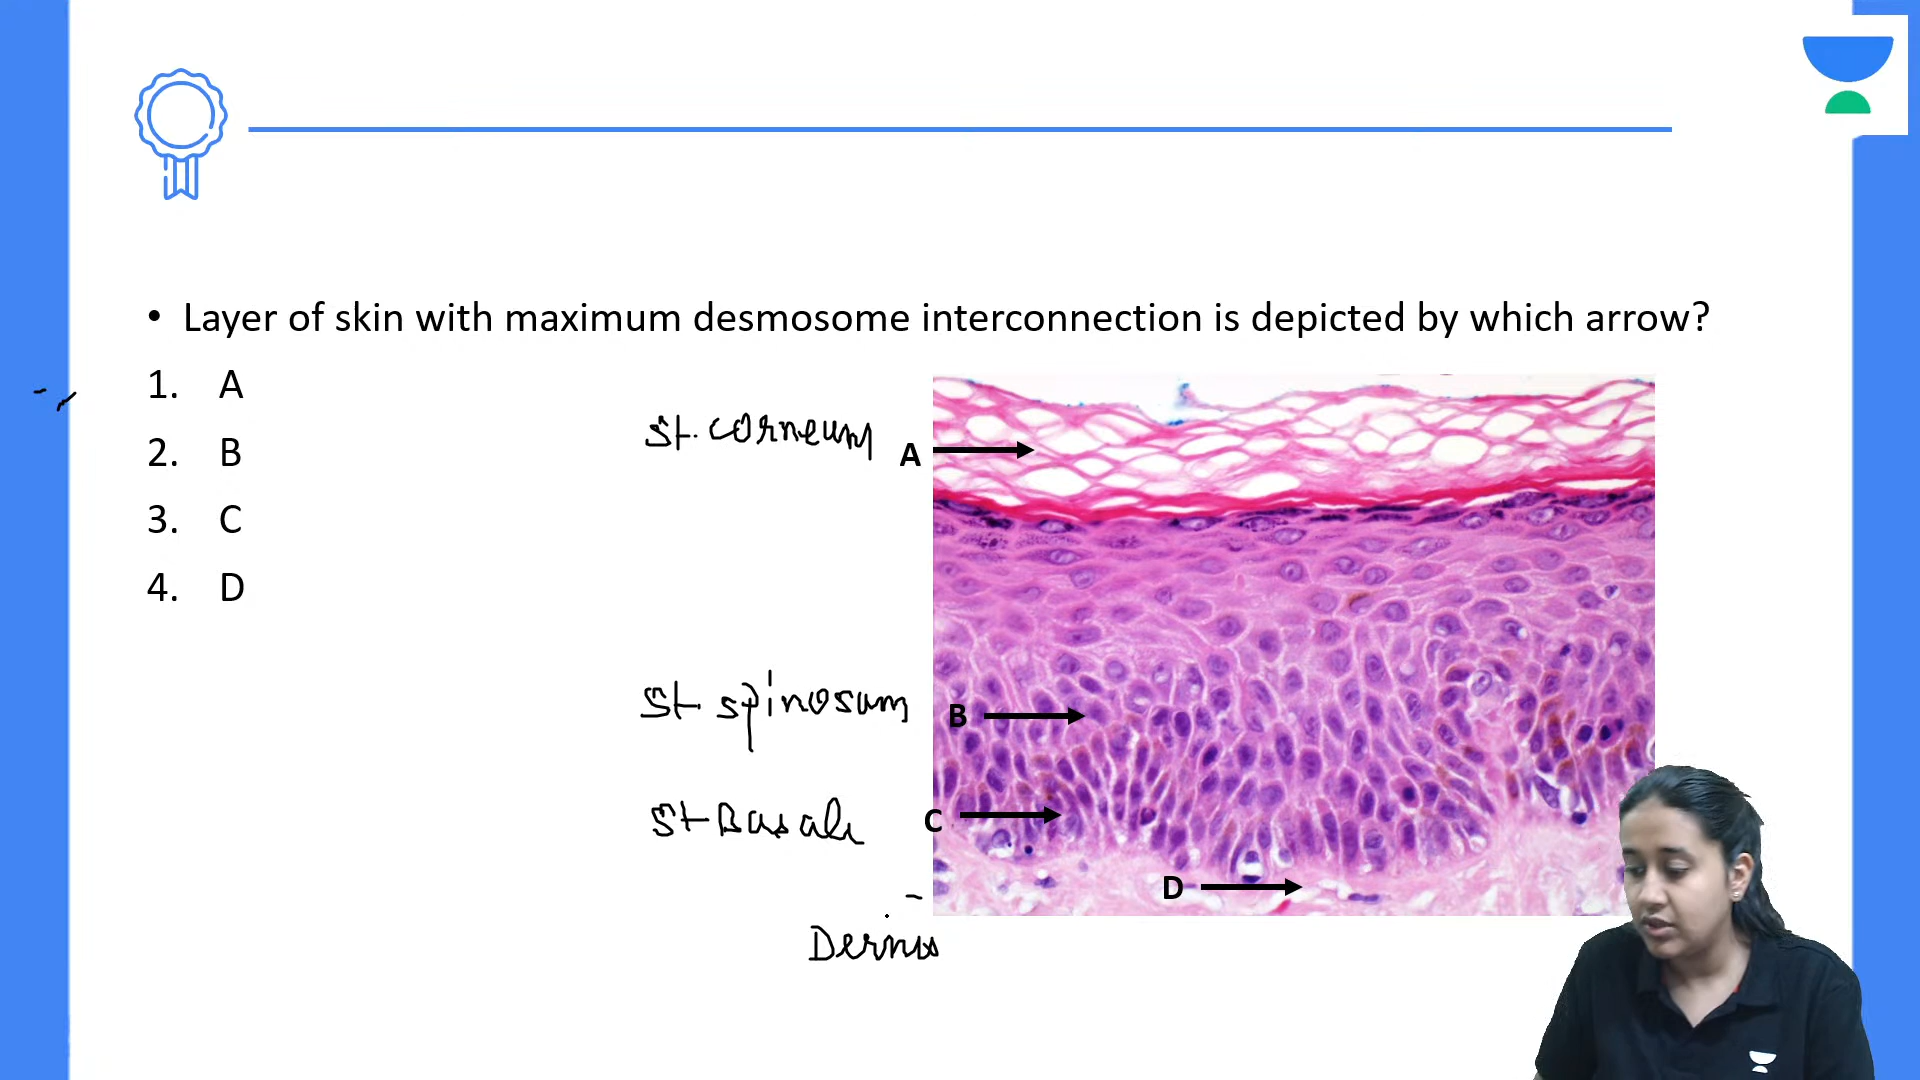 • Layer of skin with maximum desmosome interconnection is depicted by which arrow?
1. A
2. B
3. C
4. D
st. corneum A
st. spinosum B
st Basale C
D
Dermis